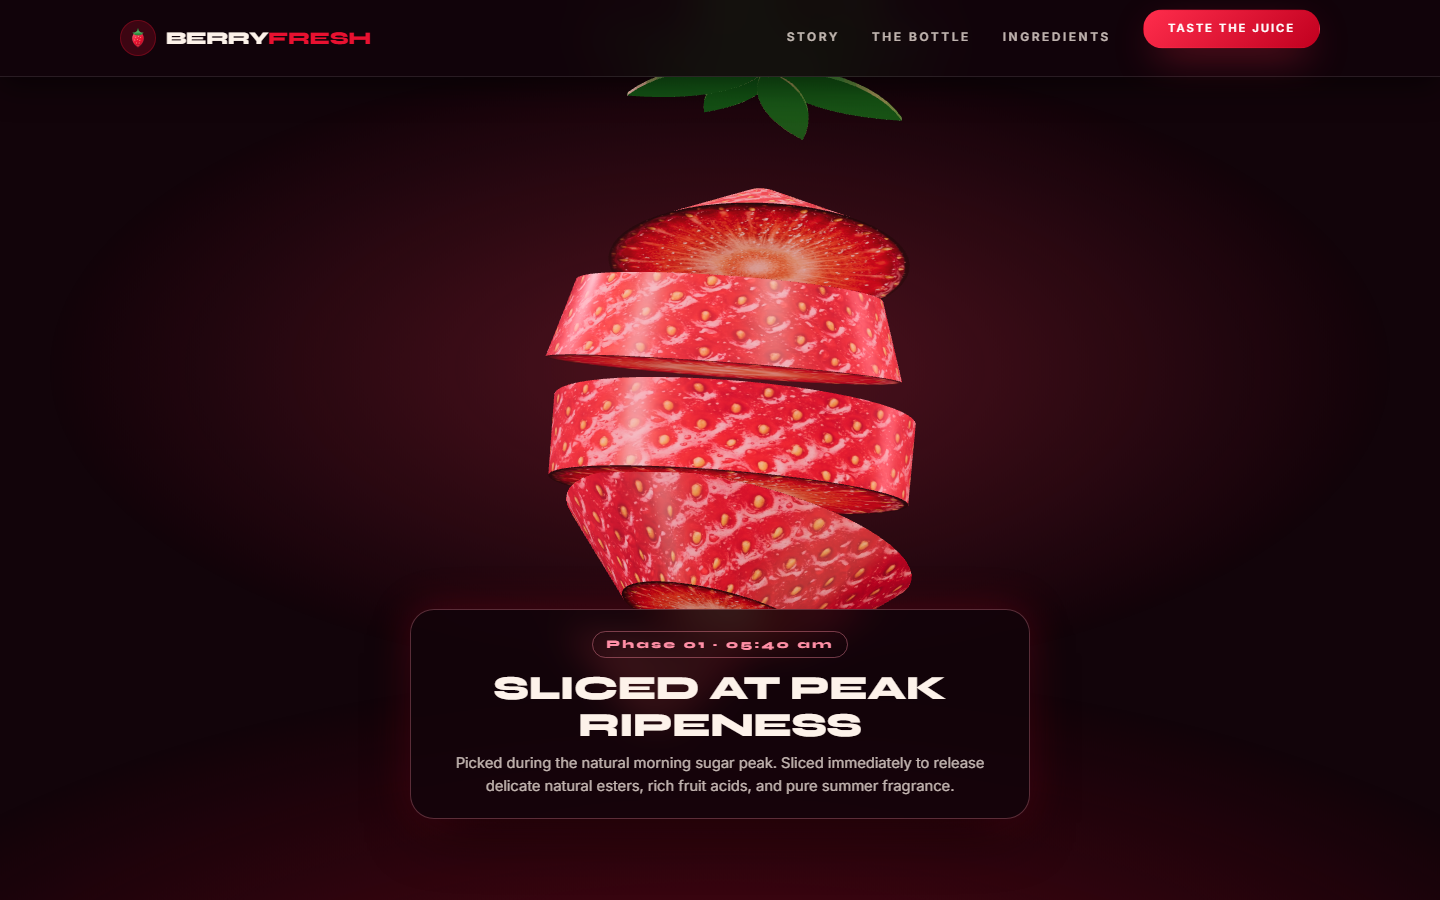 BERRYFRESH
STORY THE BOTTLE INGREDIENTS TASTE THE JUICE
Phase 01 · 05:40 am
SLICED AT PEAK
RIPENESS
Picked during the natural morning sugar peak. Sliced immediately to release
delicate natural esters, rich fruit acids, and pure summer fragrance.